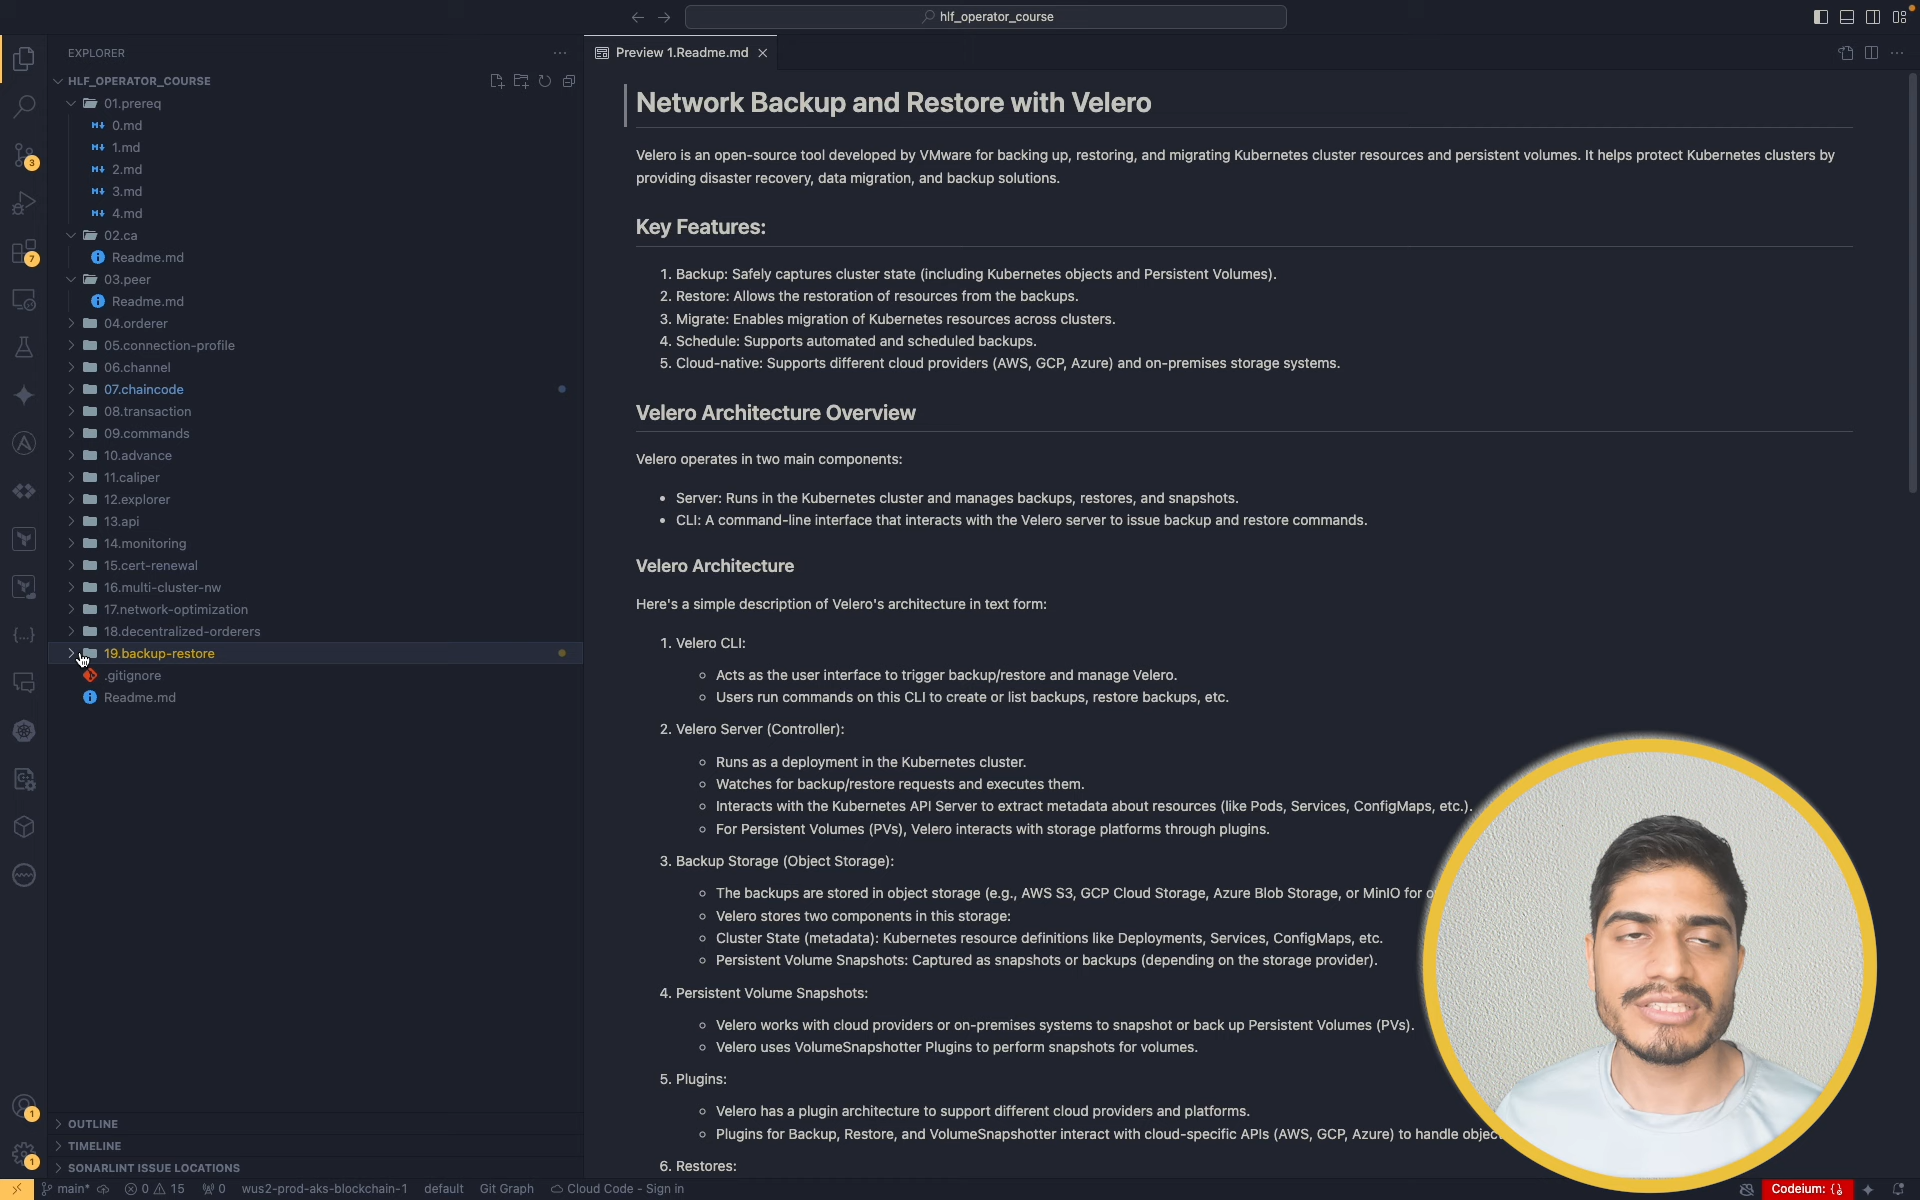 hlf_operator_course
EXPLORER
HLF_OPERATOR_COURSE
01.prereq
0.md
1.md
2.md
3.md
4.md
02.ca
Readme.md
03.peer
Readme.md
04.orderer
05.connection-profile
06.channel
07.chaincode
08.transaction
09.commands
10.advance
11.caliper
12.explorer
13.api
14.monitoring
15.cert-renewal
16.multi-cluster-nw
17.network-optimization
18.decentralized-orderers
19.backup-restore
.gitignore
Readme.md
OUTLINE
TIMELINE
SONARLINT ISSUE LOCATIONS
3
7
1
1
Preview 1.Readme.md
Network Backup and Restore with Velero
Velero is an open-source tool developed by VMware for backing up, restoring, and migrating Kubernetes cluster resources and persistent volumes. It helps protect Kubernetes clusters by
providing disaster recovery, data migration, and backup solutions.
Key Features:
1. Backup: Safely captures cluster state (including Kubernetes objects and Persistent Volumes).
2. Restore: Allows the restoration of resources from the backups.
3. Migrate: Enables migration of Kubernetes resources across clusters.
4. Schedule: Supports automated and scheduled backups.
5. Cloud-native: Supports different cloud providers (AWS, GCP, Azure) and on-premises storage systems.
Velero Architecture Overview
Velero operates in two main components:
• Server: Runs in the Kubernetes cluster and manages backups, restores, and snapshots.
• CLI: A command-line interface that interacts with the Velero server to issue backup and restore commands.
Velero Architecture
Here's a simple description of Velero's architecture in text form:
1. Velero CLI:
○ Acts as the user interface to trigger backup/restore and manage Velero.
○ Users run commands on this CLI to create or list backups, restore backups, etc.
2. Velero Server (Controller):
○ Runs as a deployment in the Kubernetes cluster.
○ Watches for backup/restore requests and executes them.
○ Interacts with the Kubernetes API Server to extract metadata about resources (like Pods, Services, ConfigMaps, etc.).
○ For Persistent Volumes (PVs), Velero interacts with storage platforms through plugins.
3. Backup Storage (Object Storage):
○ The backups are stored in object storage (e.g., AWS S3, GCP Cloud Storage, Azure Blob Storage, or MinIO for
○ Velero stores two components in this storage:
○ Cluster State (metadata): Kubernetes resource definitions like Deployments, Services, ConfigMaps, etc.
○ Persistent Volume Snapshots: Captured as snapshots or backups (depending on the storage provider).
4. Persistent Volume Snapshots:
○ Velero works with cloud providers or on-premises systems to snapshot or back up Persistent Volumes (PVs).
○ Velero uses VolumeSnapshotter Plugins to perform snapshots for volumes.
5. Plugins:
○ Velero has a plugin architecture to support different cloud providers and platforms.
○ Plugins for Backup, Restore, and VolumeSnapshotter interact with cloud-specific APIs (AWS, GCP, Azure) to handle
6. Restores:
main* 0 15 0 wus2-prod-aks-blockchain-1 default Git Graph Cloud Code - Sign in Codeium: {}